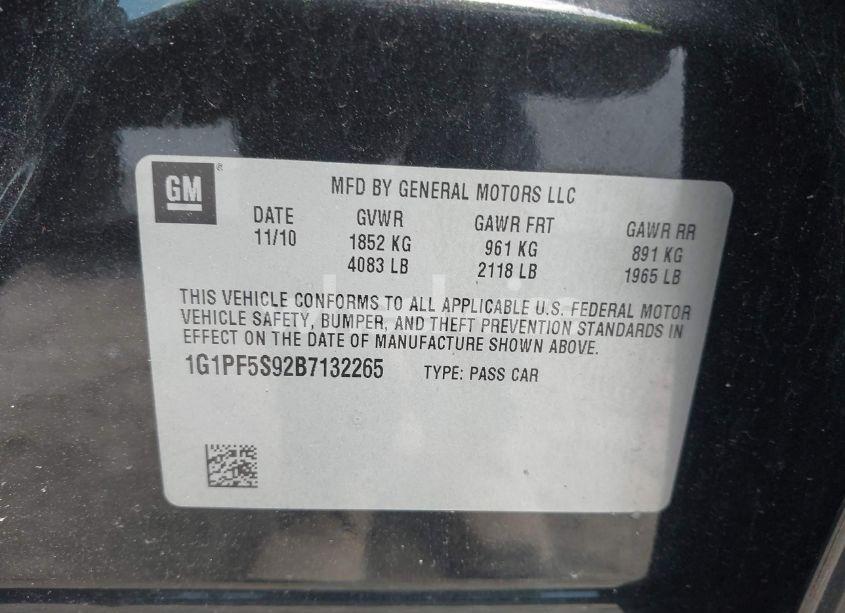 GM ®
MFD BY GENERAL MOTORS LLC
DATE GVWR GAWR FRT GAWR RR
11/10 1852 KG 961 KG 891 KG
4083 LB 2118 LB 1965 LB
THIS VEHICLE CONFORMS TO ALL APPLICABLE U.S. FEDERAL MOTOR
VEHICLE SAFETY, BUMPER, AND THEFT PREVENTION STANDARDS IN
EFFECT ON THE DATE OF MANUFACTURE SHOWN ABOVE.
1G1PF5S92B7132265 TYPE: PASS CAR